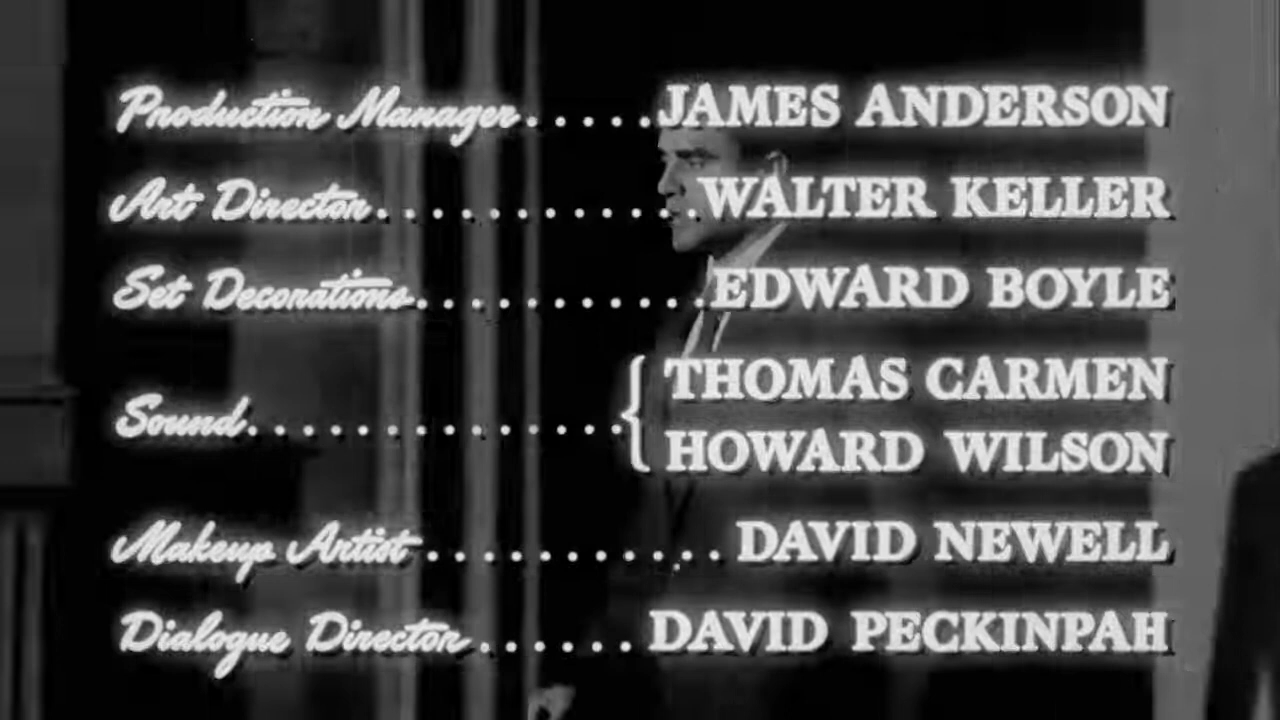 Production Manager.....JAMES ANDERSON
Art Director.............WALTER KELLER
Set Decorations...........EDWARD BOYLE
Sound..............{ THOMAS CARMEN
HOWARD WILSON
Makeup Artist........... DAVID NEWELL
Dialogue Director...... DAVID PECKINPAH